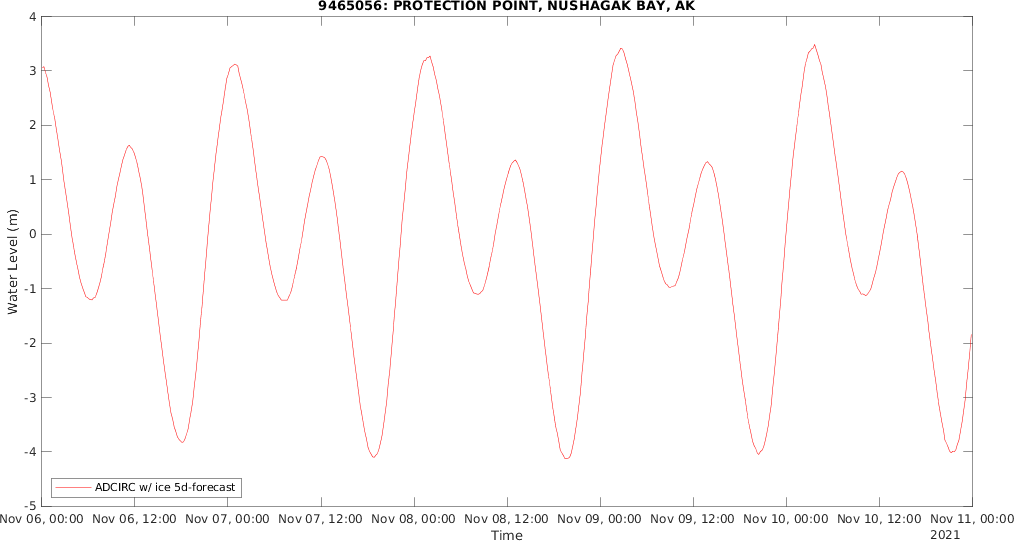 9465056: PROTECTION POINT, NUSHAGAK BAY, AK
4
3
2
1
0
-1
-2
-3
-4
-5
Water Level (m)
ADCIRC w/ ice 5d-forecast
Nov 06, 00:00 Nov 06, 12:00 Nov 07, 00:00 Nov 07, 12:00 Nov 08, 00:00 Nov 08, 12:00 Nov 09, 00:00 Nov 09, 12:00 Nov 10, 00:00 Nov 10, 12:00 Nov 11, 00:00
Time
2021